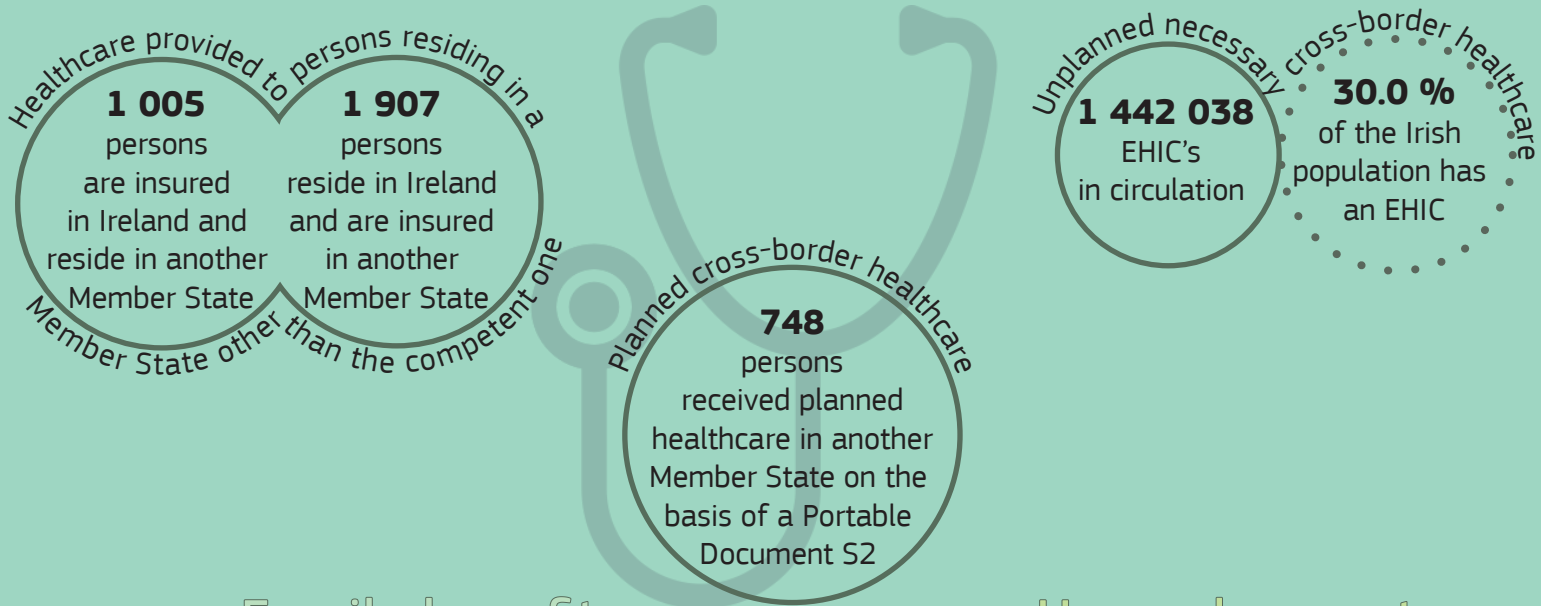 Healthcare provided to persons residing in a
Member State other than the competent one
1 005
persons
are insured
in Ireland and
reside in another
Member State
1 907
persons
reside in Ireland
and are insured
in another
Member State
Planned cross-border healthcare
748
persons
received planned
healthcare in another
Member State on the
basis of a Portable
Document S2
Unplanned necessary cross-border healthcare
1 442 038
EHIC's
in circulation
30.0 %
of the Irish
population has
an EHIC